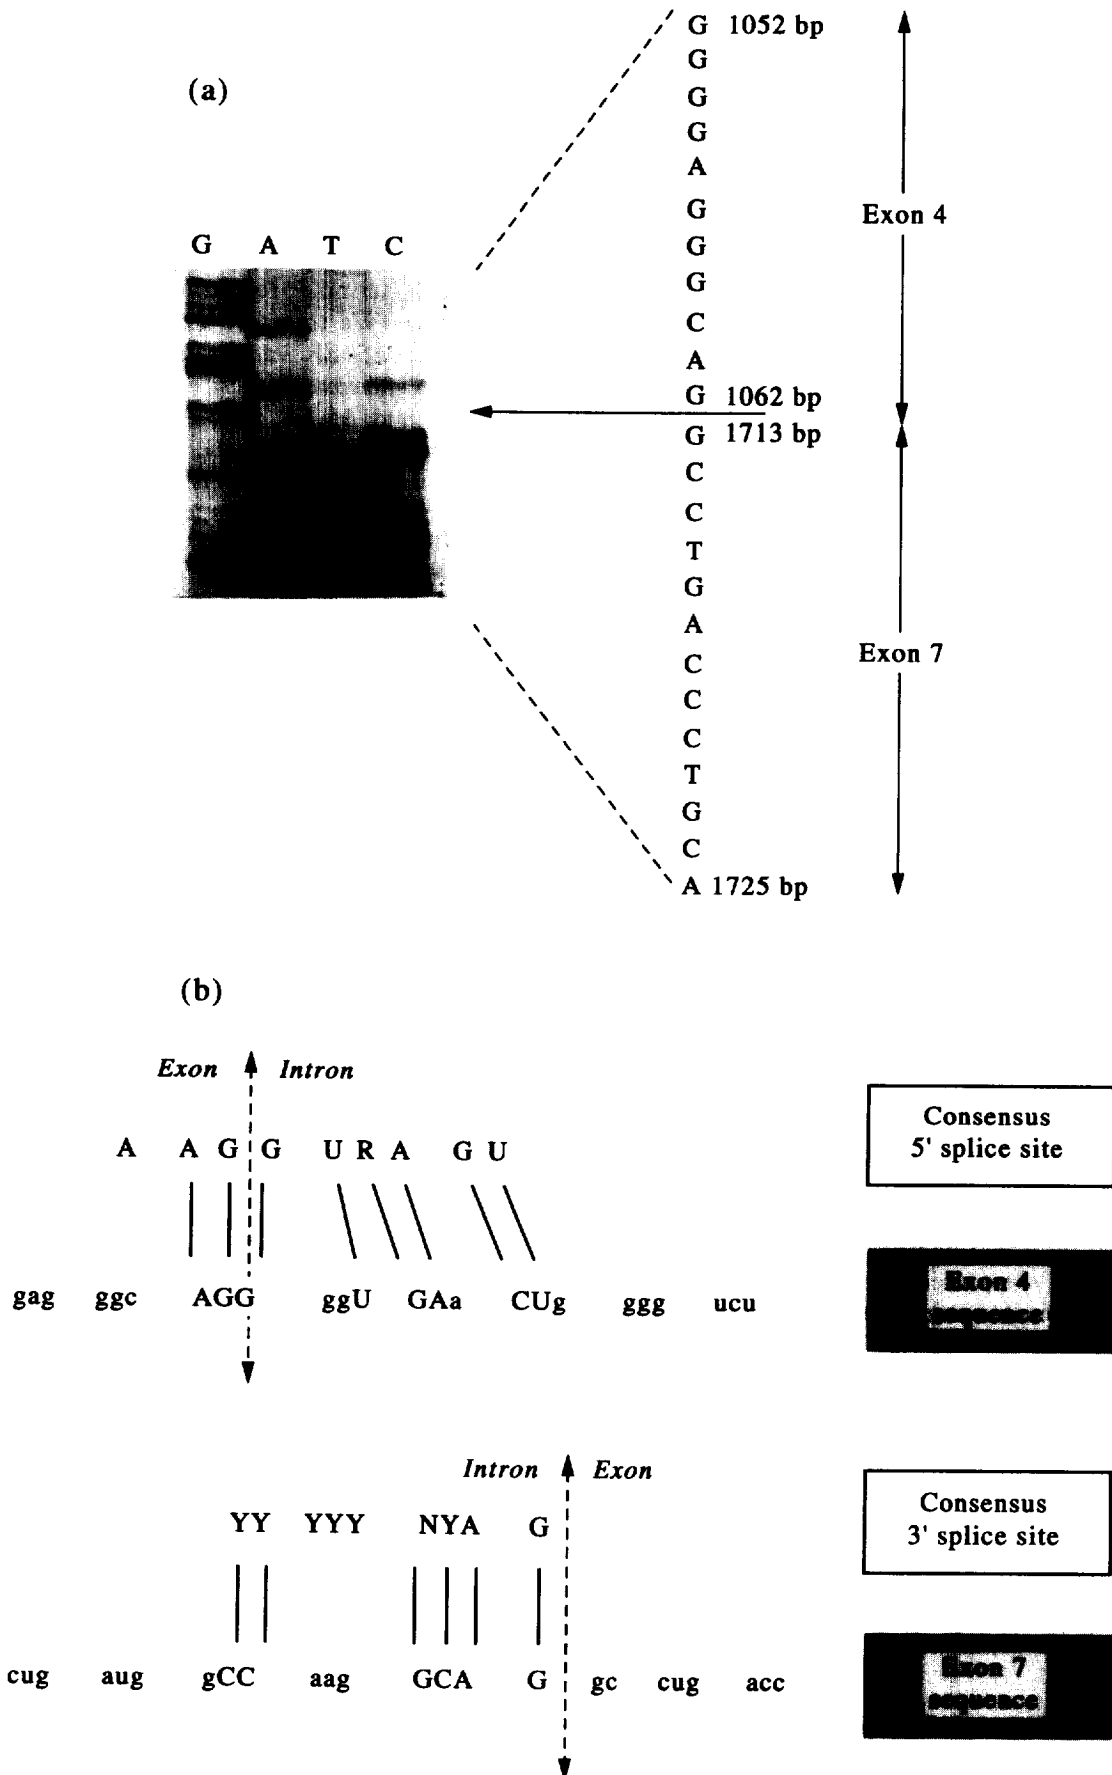 (a)
G A T C
G 1052 bp
G
G
G
A
G
G
G
C
A
G 1062 bp
G 1713 bp
C
C
T
G
A
C
C
C
T
G
C
A 1725 bp
Exon 4
Exon 7
(b)
Exon Intron
A A G G U R A G U
Consensus
5' splice site
gag ggc AGG ggU GAa CUg ggg ucu
Exon 4
sequence
Intron Exon
YY YYY NYA G
Consensus
3' splice site
cug aug gCC aag GCA G gc cug acc
Exon 7
sequence